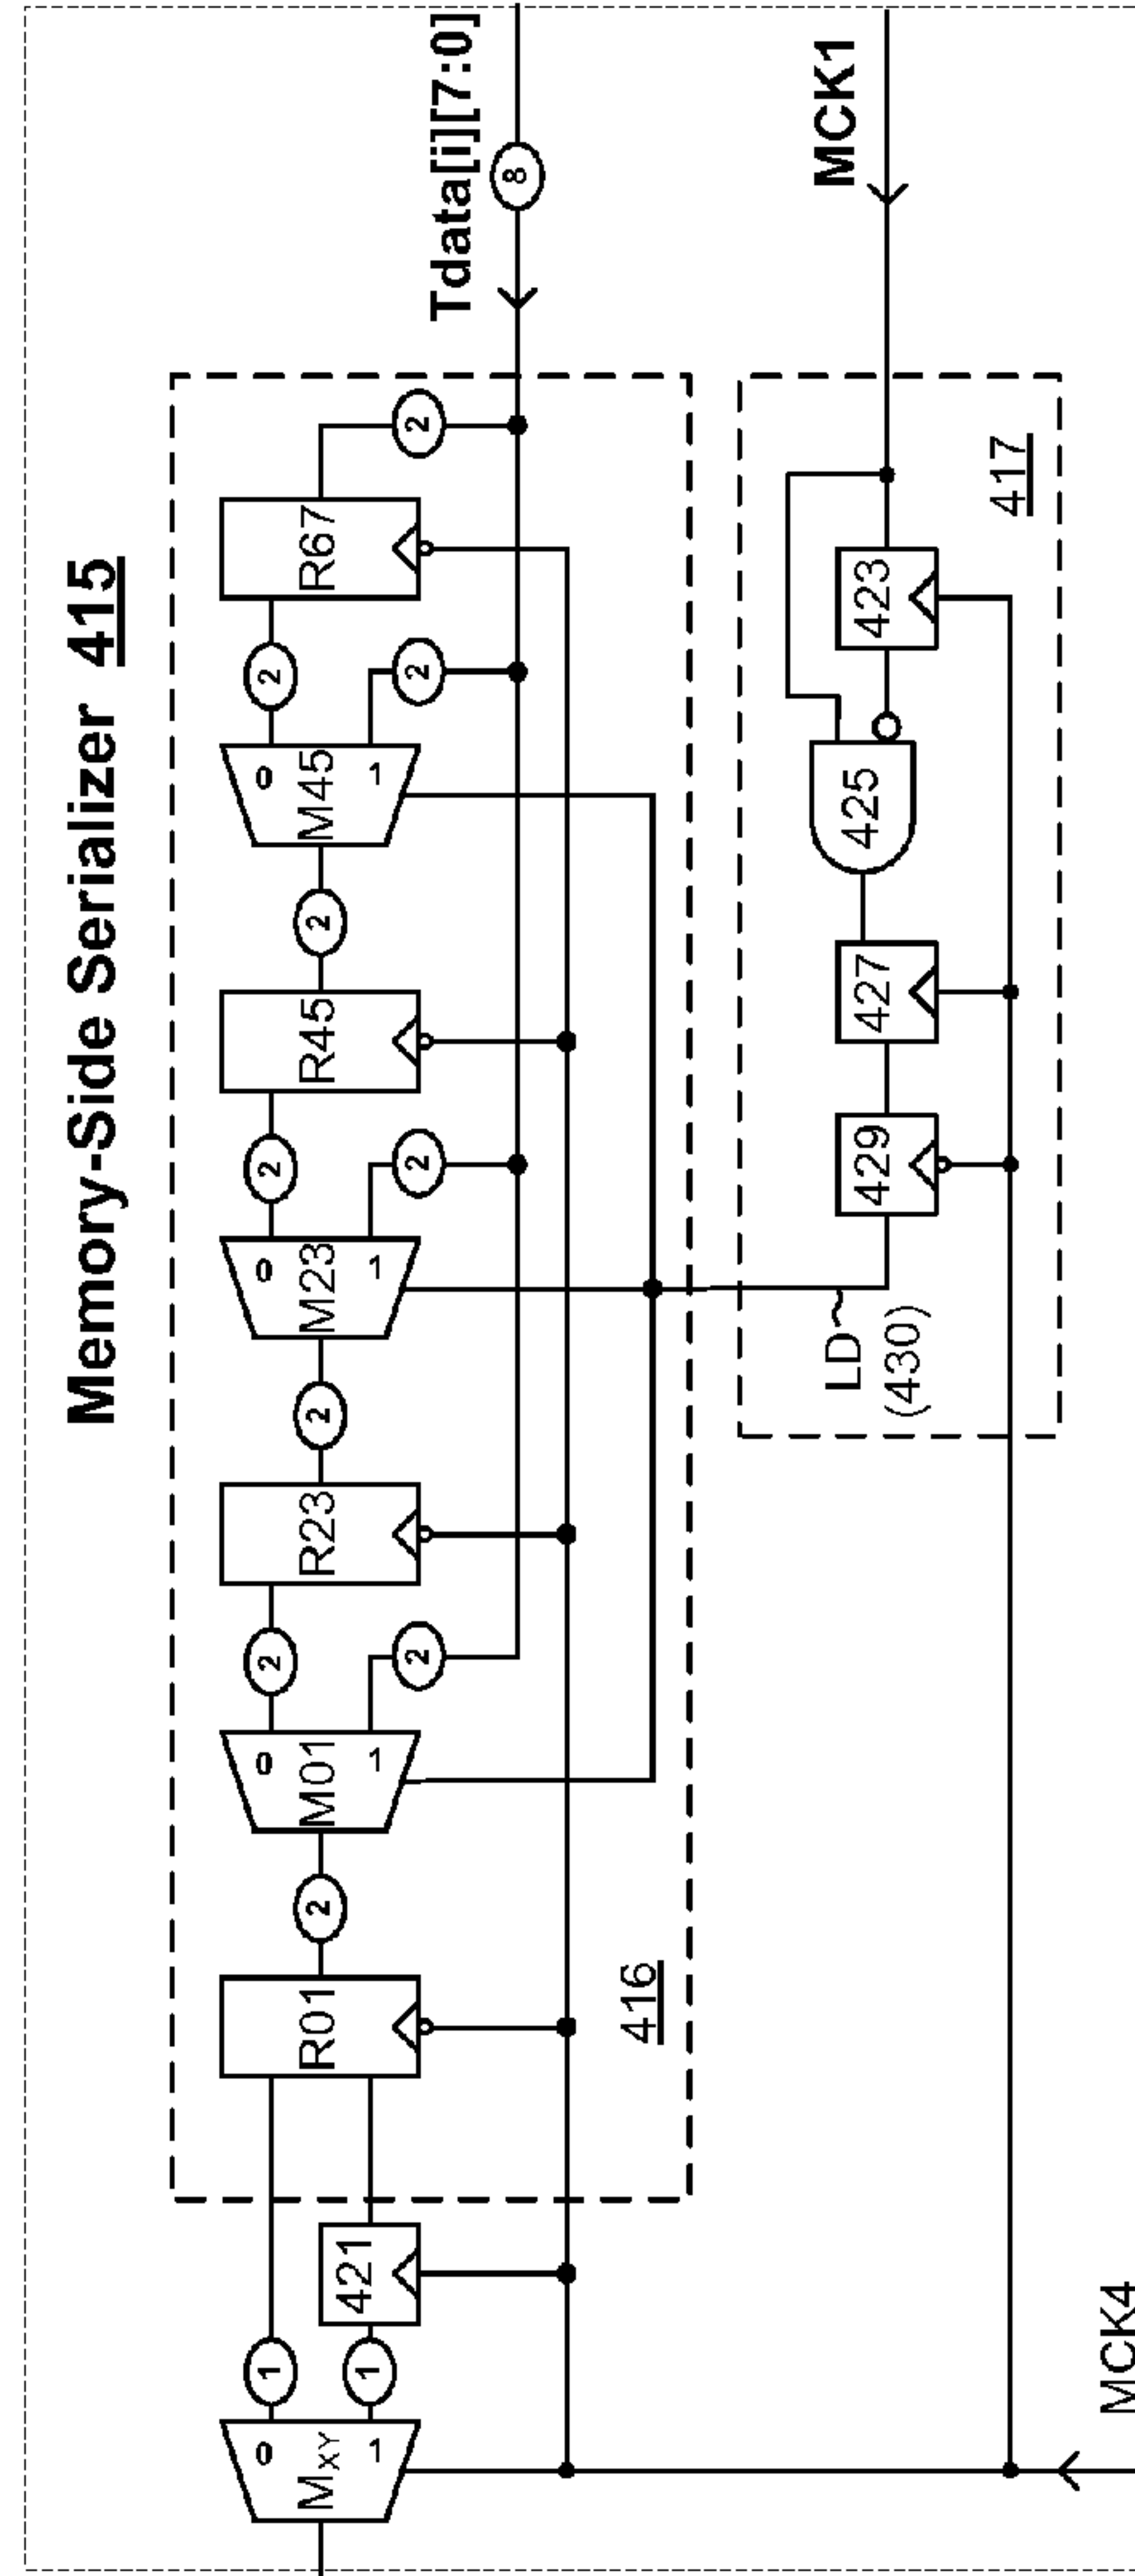 Memory-Side Serializer 415
Tdata[i][7:0]
8
MCK1
2
2
2
2
2
2
2
2
2
2
1
1
MXY
0
1
421
R01
M01
0
1
R23
M23
0
1
R45
M45
0
1
R67
416
LD
(430)
429
427
425
423
417
MCK4